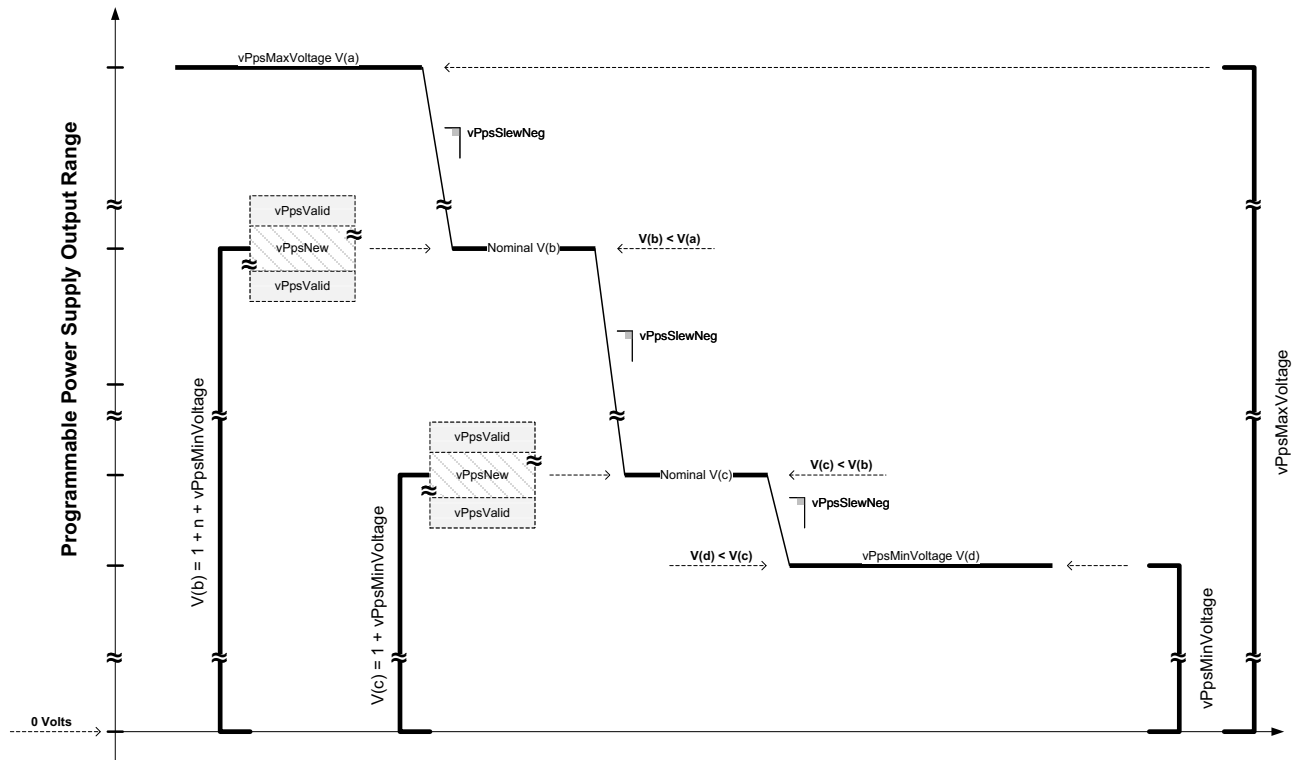 Programmable Power Supply Output Range
vPpsMaxVoltage V(a)
vPpsSlewNeg
vPpsValid
vPpsNew
vPpsValid
Nominal V(b)
V(b) < V(a)
vPpsSlewNeg
V(b) = 1 + n + vPpsMinVoltage
vPpsMaxVoltage
vPpsValid
vPpsNew
vPpsValid
Nominal V(c)
V(c) < V(b)
vPpsSlewNeg
V(c) = 1 + vPpsMinVoltage
V(d) < V(c)
vPpsMinVoltage V(d)
vPpsMinVoltage
0 Volts